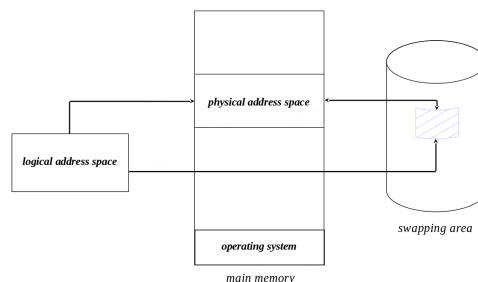 physical address space
logical address space
swapping area
operating system
main memory